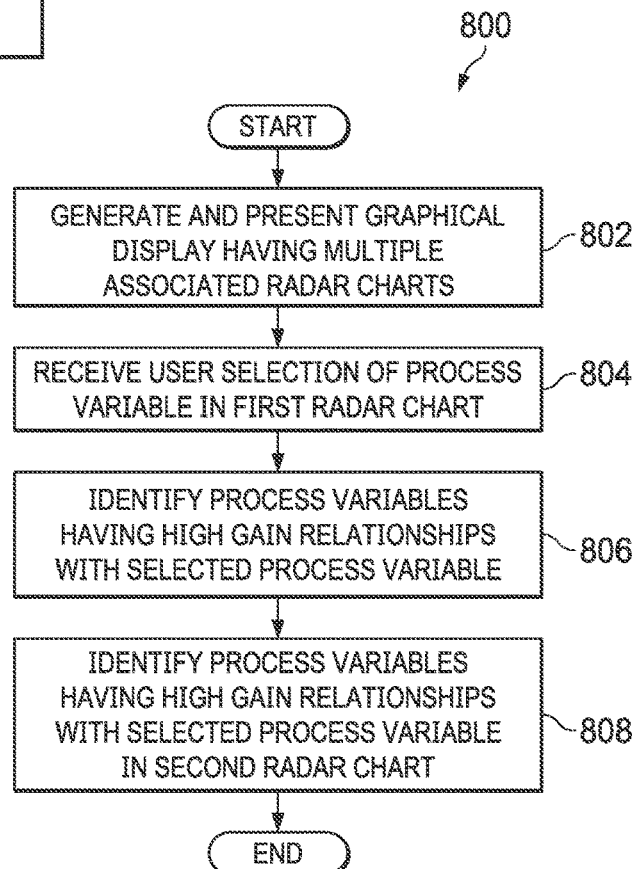 800
START
GENERATE AND PRESENT GRAPHICAL
DISPLAY HAVING MULTIPLE
ASSOCIATED RADAR CHARTS
802
RECEIVE USER SELECTION OF PROCESS
VARIABLE IN FIRST RADAR CHART
804
IDENTIFY PROCESS VARIABLES
HAVING HIGH GAIN RELATIONSHIPS
WITH SELECTED PROCESS VARIABLE
806
IDENTIFY PROCESS VARIABLES
HAVING HIGH GAIN RELATIONSHIPS
WITH SELECTED PROCESS VARIABLE
IN SECOND RADAR CHART
808
END